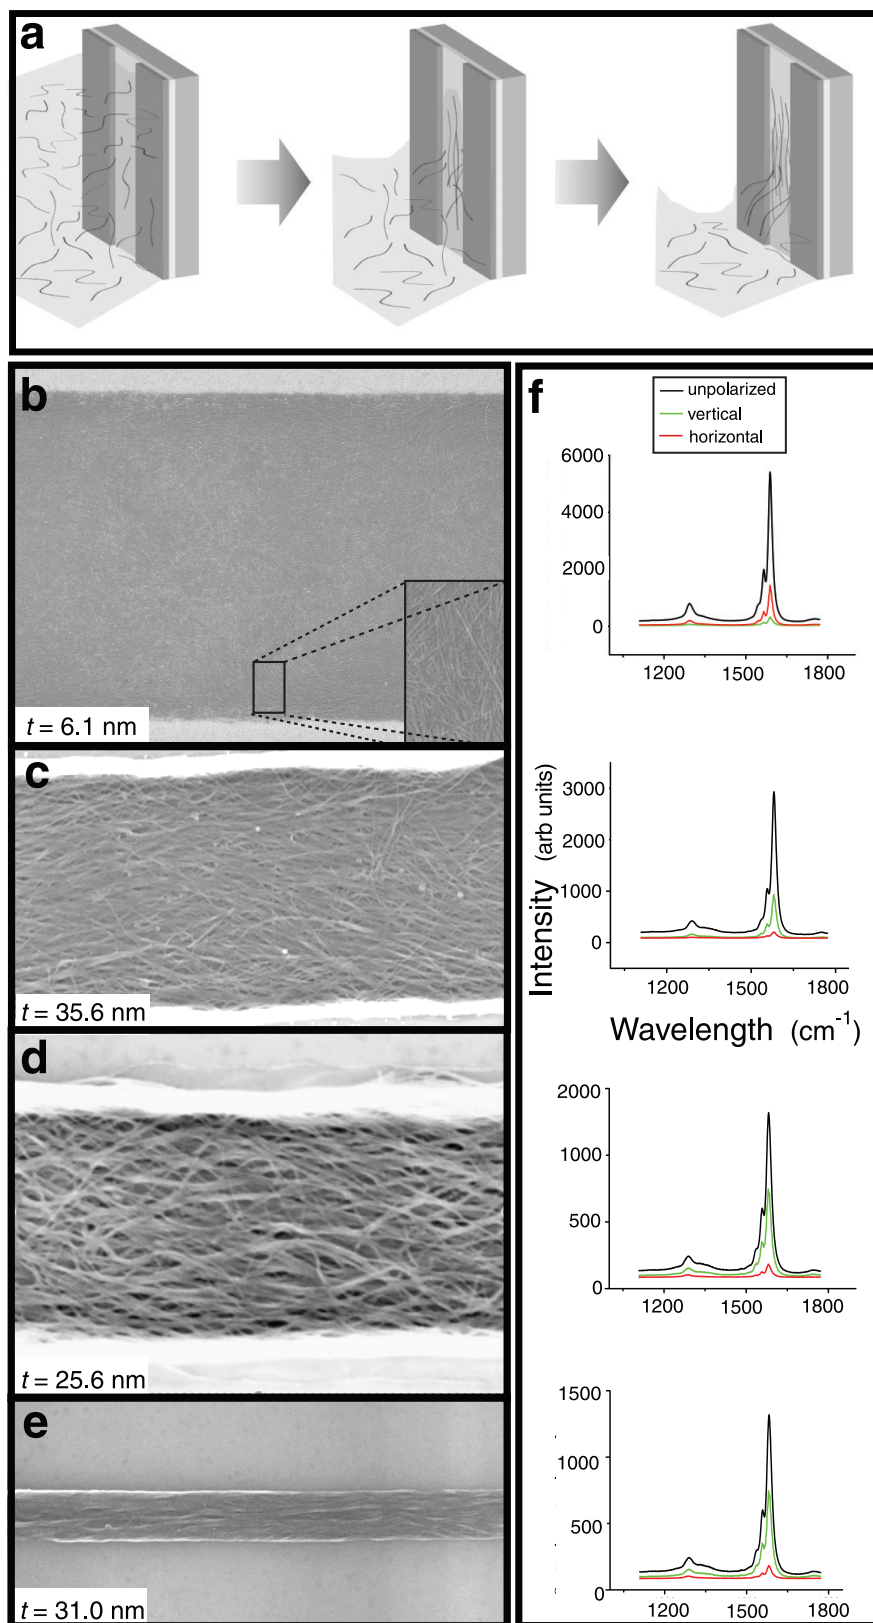 a
b
t = 6.1 nm
c
t = 35.6 nm
d
t = 25.6 nm
e
t = 31.0 nm
f
unpolarized
vertical
horizontal
6000
4000
2000
0
1200 1500 1800
Intensity (arb units)
3000
2000
1000
0
1200 1500 1800
Wavelength (cm⁻¹)
2000
1000
500
0
1200 1500 1800
1500
1000
500
0
1200 1500 1800